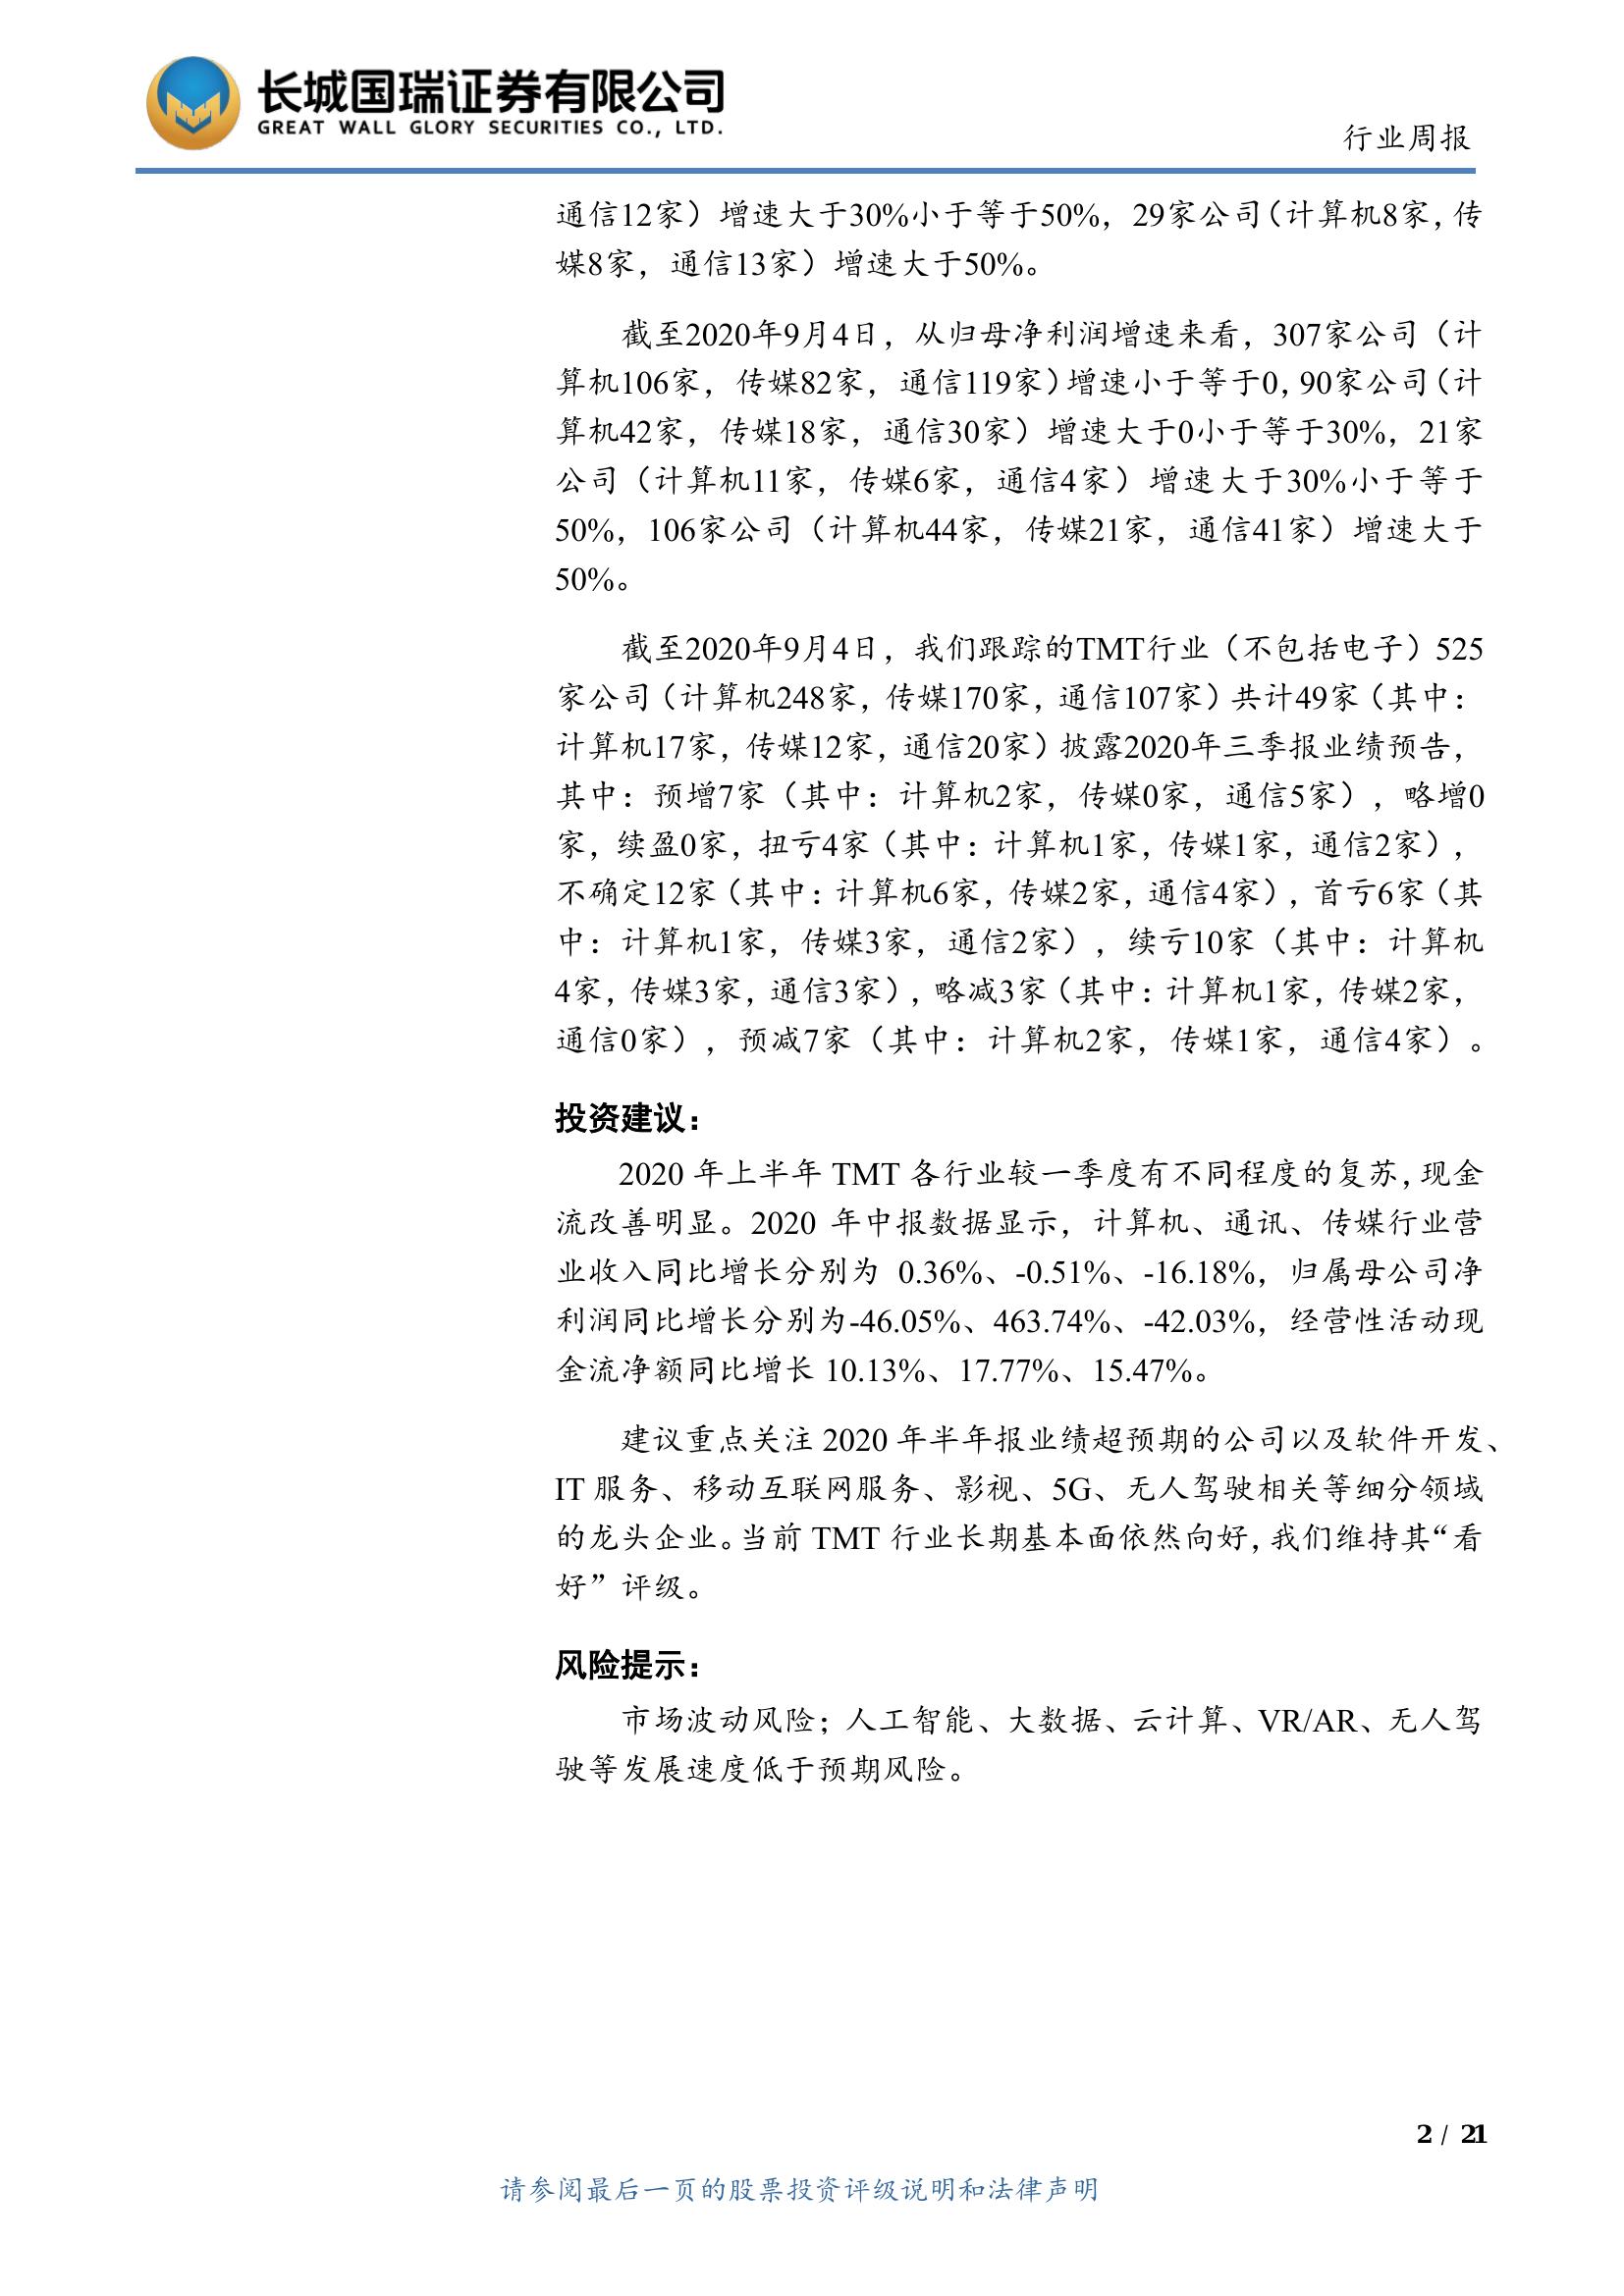 长城国瑞证券有限公司
GREAT WALL GLORY SECURITIES CO., LTD.
行业周报
通信12家）增速大于30%小于等于50%，29家公司（计算机8家，传
媒8家，通信13家）增速大于50%。
截至2020年9月4日，从归母净利润增速来看，307家公司（计
算机106家，传媒82家，通信119家）增速小于等于0，90家公司（计
算机42家，传媒18家，通信30家）增速大于0小于等于30%，21家
公司（计算机11家，传媒6家，通信4家）增速大于30%小于等于
50%，106家公司（计算机44家，传媒21家，通信41家）增速大于
50%。
截至2020年9月4日，我们跟踪的TMT行业（不包括电子）525
家公司（计算机248家，传媒170家，通信107家）共计49家（其中：
计算机17家，传媒12家，通信20家）披露2020年三季报业绩预告，
其中：预增7家（其中：计算机2家，传媒0家，通信5家），略增0
家，续盈0家，扭亏4家（其中：计算机1家，传媒1家，通信2家），
不确定12家（其中：计算机6家，传媒2家，通信4家），首亏6家（其
中：计算机1家，传媒3家，通信2家），续亏10家（其中：计算机
4家，传媒3家，通信3家），略减3家（其中：计算机1家，传媒2家，
通信0家），预减7家（其中：计算机2家，传媒1家，通信4家）。
投资建议：
2020 年上半年 TMT 各行业较一季度有不同程度的复苏，现金
流改善明显。2020 年中报数据显示，计算机、通讯、传媒行业营
业收入同比增长分别为 0.36%、-0.51%、-16.18%，归属母公司净
利润同比增长分别为-46.05%、463.74%、-42.03%，经营性活动现
金流净额同比增长 10.13%、17.77%、15.47%。
建议重点关注 2020 年半年报业绩超预期的公司以及软件开发、
IT 服务、移动互联网服务、影视、5G、无人驾驶相关等细分领域
的龙头企业。当前 TMT 行业长期基本面依然向好，我们维持其“看
好”评级。
风险提示：
市场波动风险；人工智能、大数据、云计算、VR/AR、无人驾
驶等发展速度低于预期风险。
2 / 21
请参阅最后一页的股票投资评级说明和法律声明